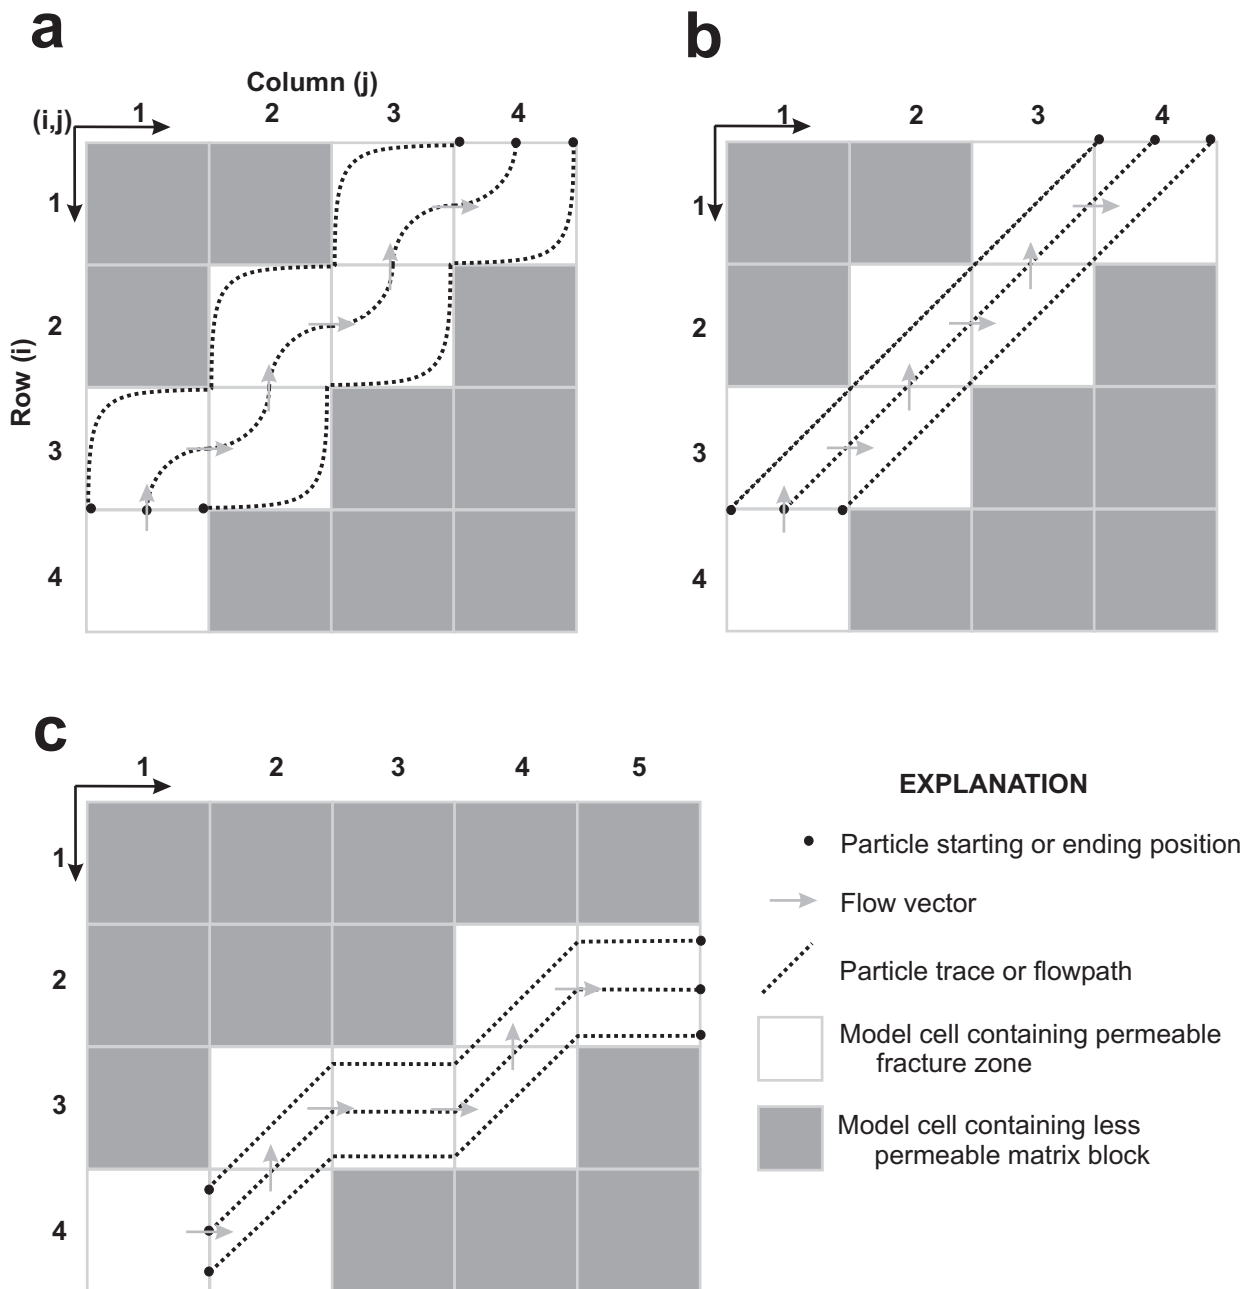 a
Column (j)
(i,j)
1 2 3 4
Row (i)
1
2
3
4
b
1 2 3 4
1
2
3
4
c
1 2 3 4 5
1
2
3
4
EXPLANATION
Particle starting or ending position
Flow vector
Particle trace or flowpath
Model cell containing permeable
fracture zone
Model cell containing less
permeable matrix block